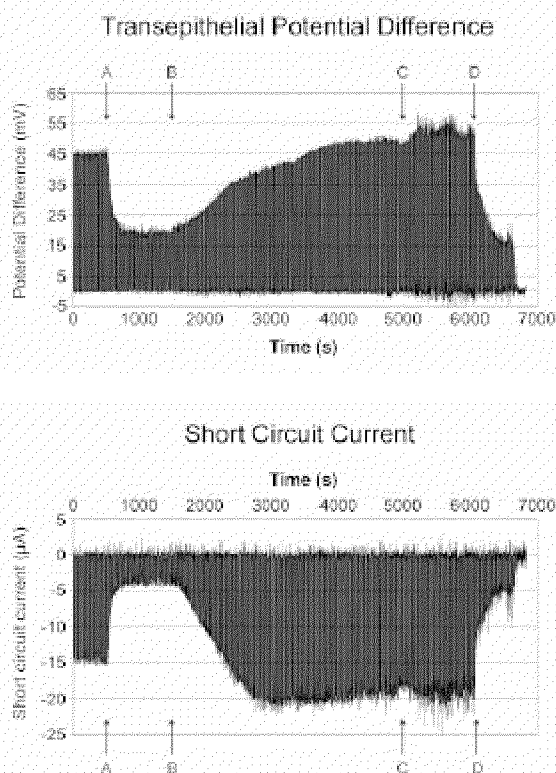 Transepithelial Potential Difference
A B C D
65
55
45
35
25
15
5
-5
Potential Difference (mV)
0 1000 2000 3000 4000 5000 6000 7000
Time (s)
Short Circuit Current
Time (s)
0 1000 2000 3000 4000 5000 6000 7000
5
0
-5
-10
-15
-20
-25
Short circuit current (µA)
A B C D